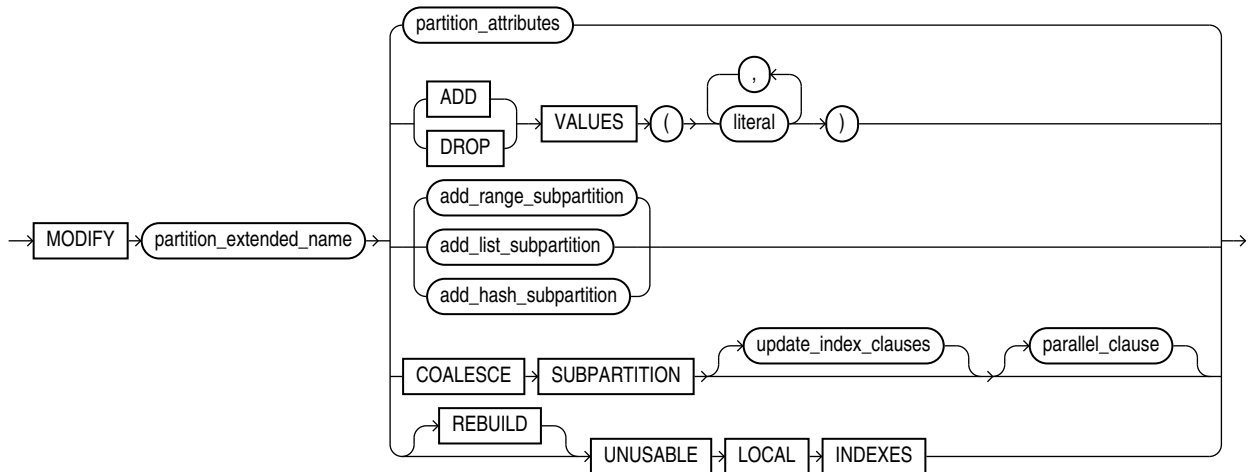 partition_attributes
,
ADD
VALUES ( literal )
DROP
add_range_subpartition
MODIFY partition_extended_name add_list_subpartition
add_hash_subpartition
update_index_clauses parallel_clause
COALESCE SUBPARTITION
REBUILD
UNUSABLE LOCAL INDEXES